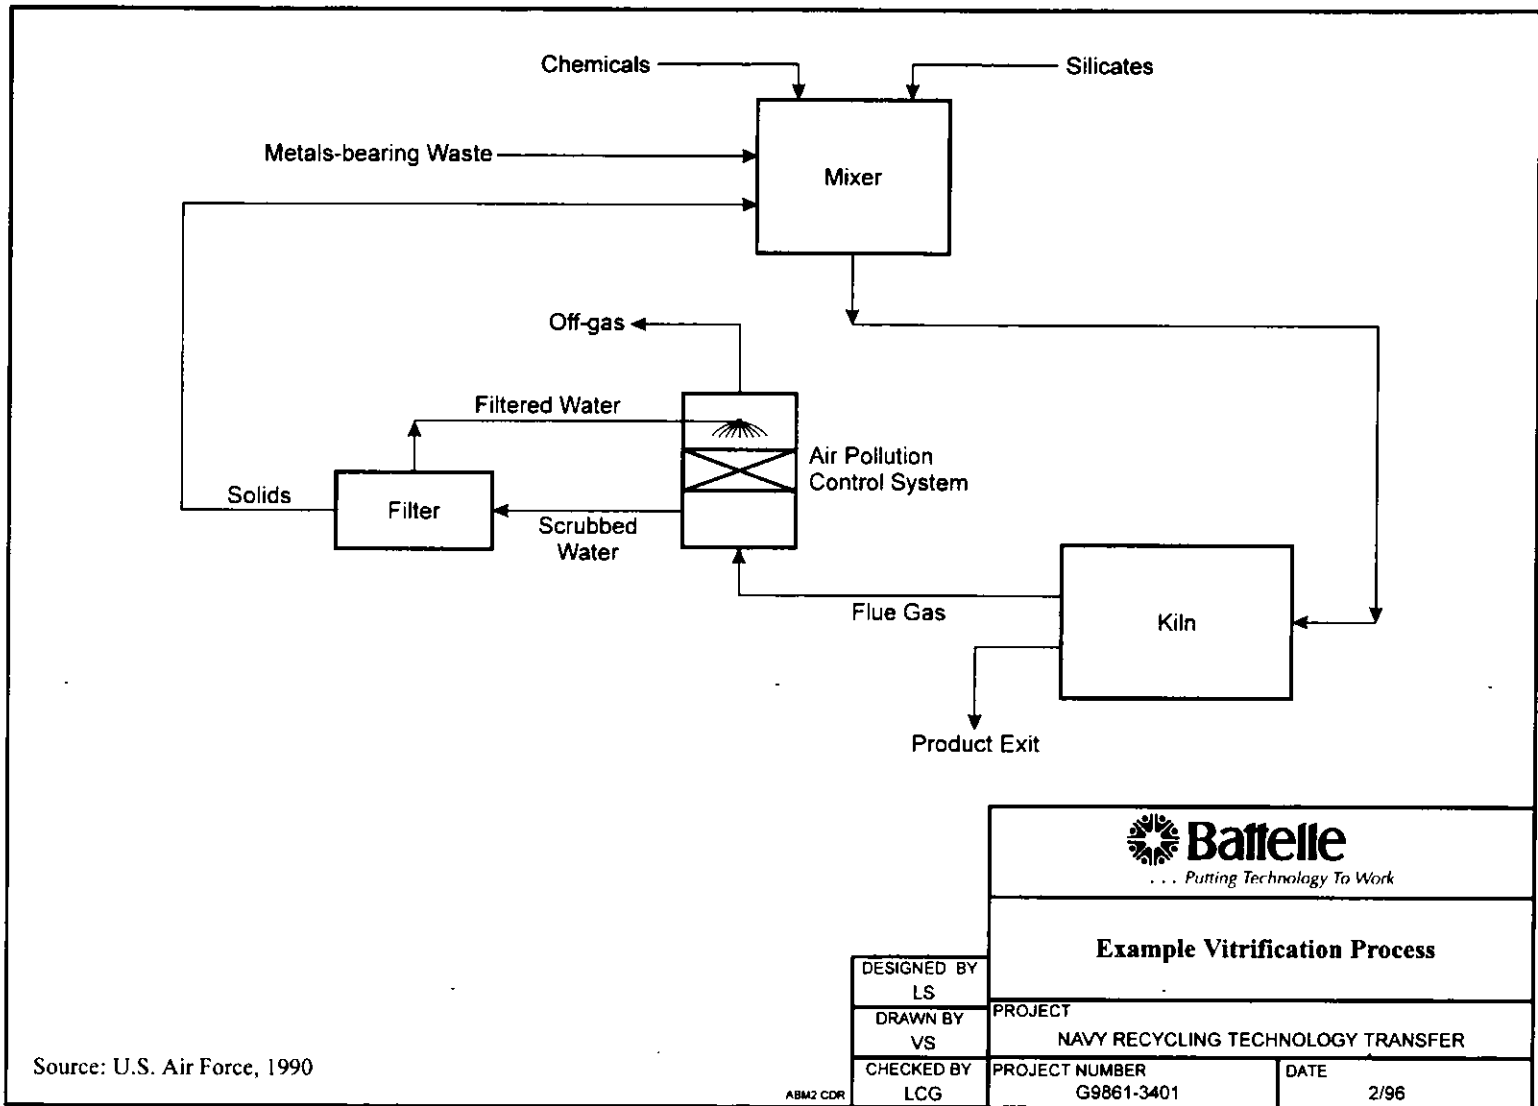 Chemicals
Silicates
Metals-bearing Waste
Mixer
Off-gas
Filtered Water
Air Pollution
Control System
Solids
Filter
Scrubbed
Water
Flue Gas
Kiln
Product Exit
Battelle
. . . Putting Technology To Work
Example Vitrification Process
DESIGNED BY
LS
DRAWN BY
VS
CHECKED BY
LCG
PROJECT
NAVY RECYCLING TECHNOLOGY TRANSFER
PROJECT NUMBER
G9861-3401
DATE
2/96
Source: U.S. Air Force, 1990
ABM2 CDR